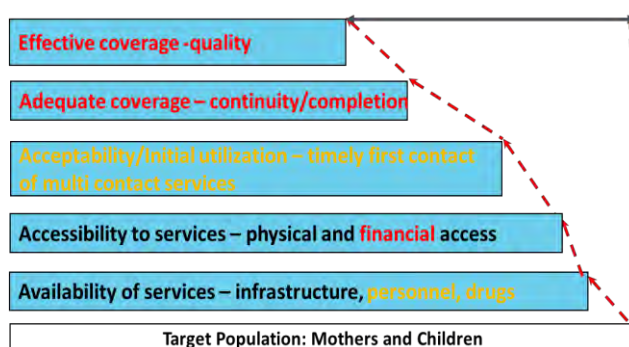 Effective coverage -quality
Adequate coverage – continuity/completion
Acceptability/Initial utilization – timely first contact
of multi contact services
Accessibility to services – physical and financial access
Availability of services – infrastructure, personnel, drugs
Target Population: Mothers and Children